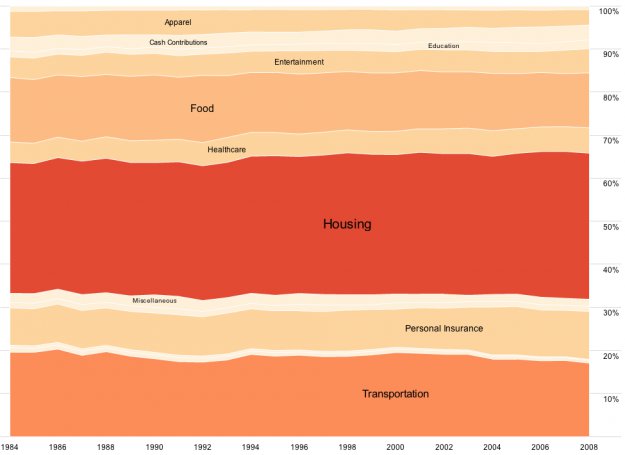 100%
Apparel
Cash Contributions
Education
90%
Entertainment
80%
Food
70%
Healthcare
60%
Housing
50%
40%
Miscellaneous
30%
Personal Insurance
20%
Transportation
10%
1984 1986 1988 1990 1992 1994 1996 1998 2000 2002 2004 2006 2008